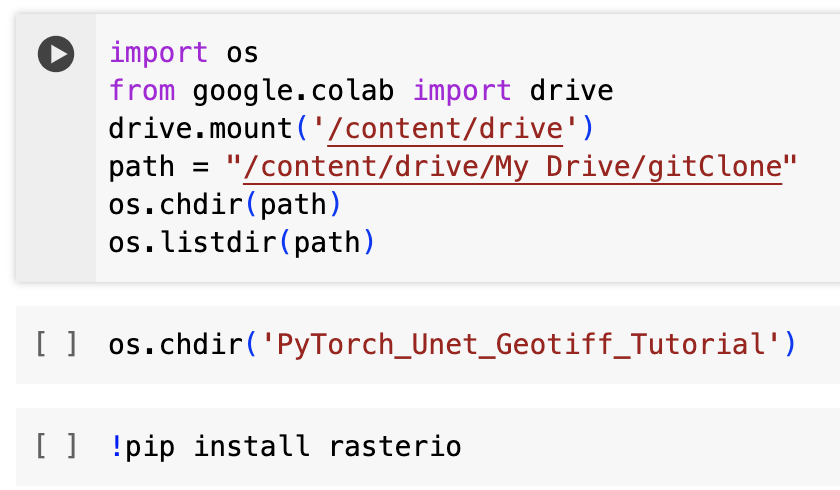 import os
from google.colab import drive
drive.mount('/content/drive')
path = "/content/drive/My Drive/gitClone"
os.chdir(path)
os.listdir(path)
[ ] os.chdir('PyTorch_Unet_Geotiff_Tutorial')
[ ] !pip install rasterio